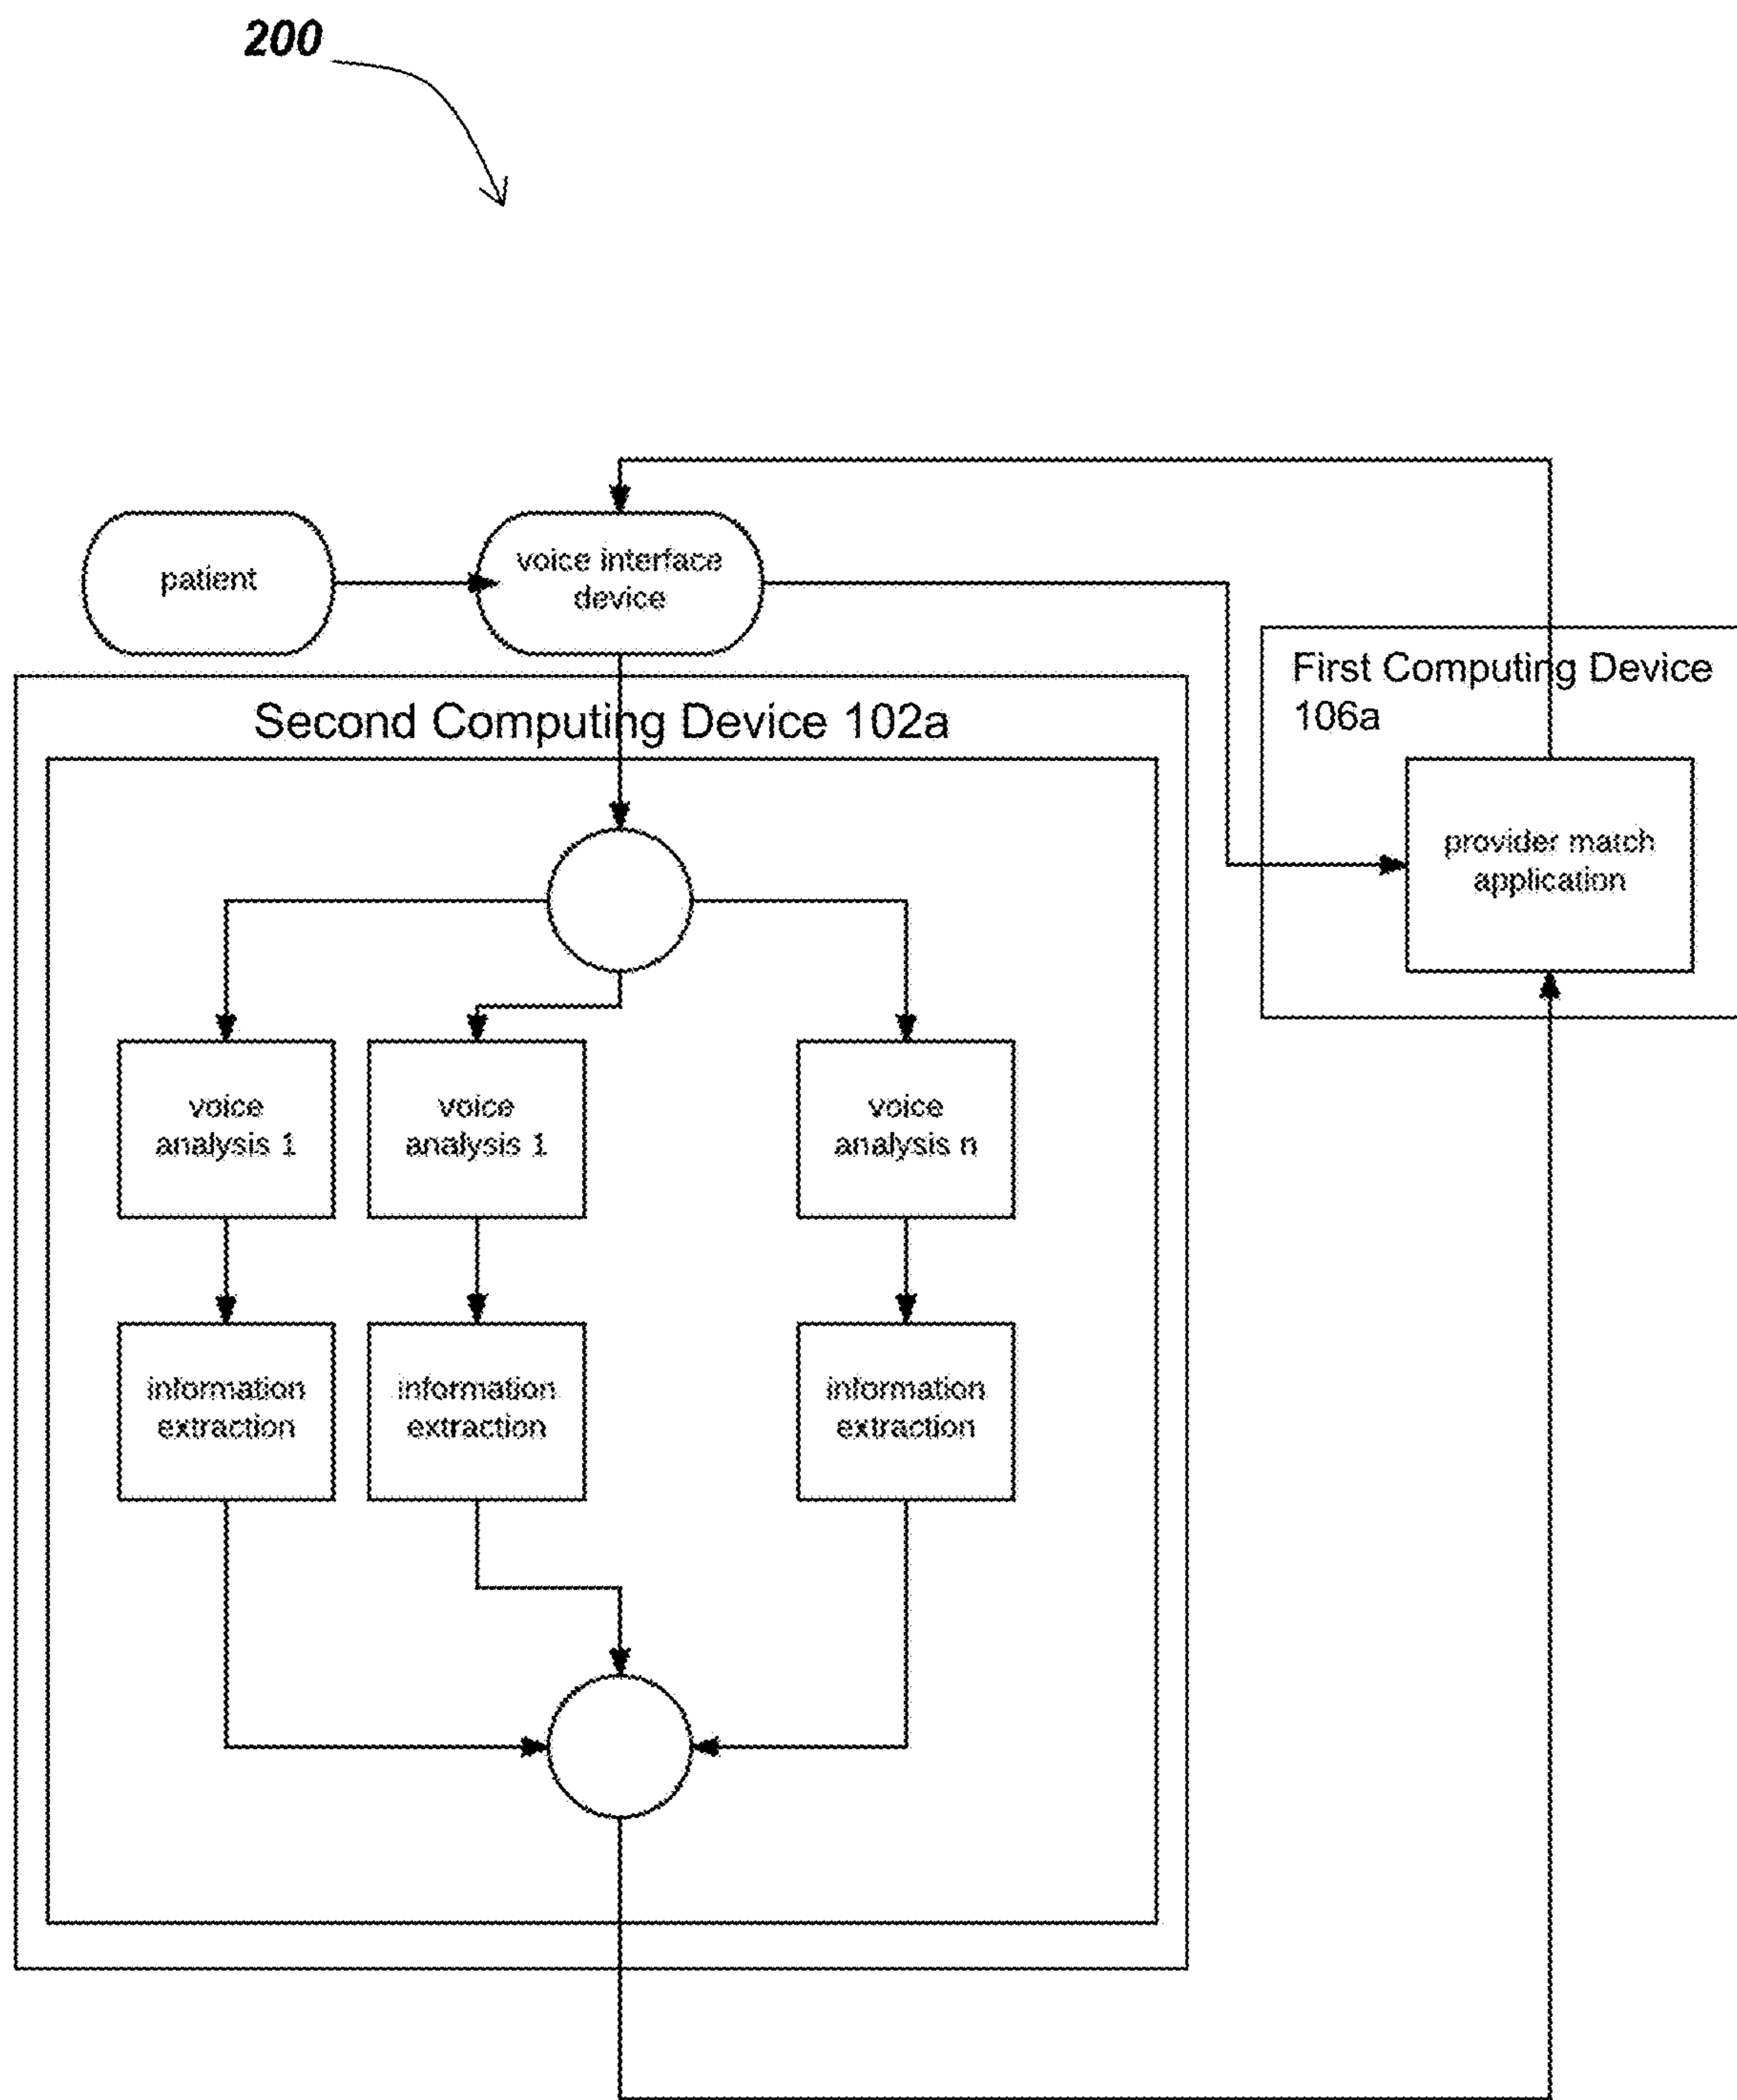 200
patient
voice interface
device
First Computing Device
106a
Second Computing Device 102a
provider match
application
voice
analysis 1
voice
analysis 1
voice
analysis n
information
extraction
information
extraction
information
extraction